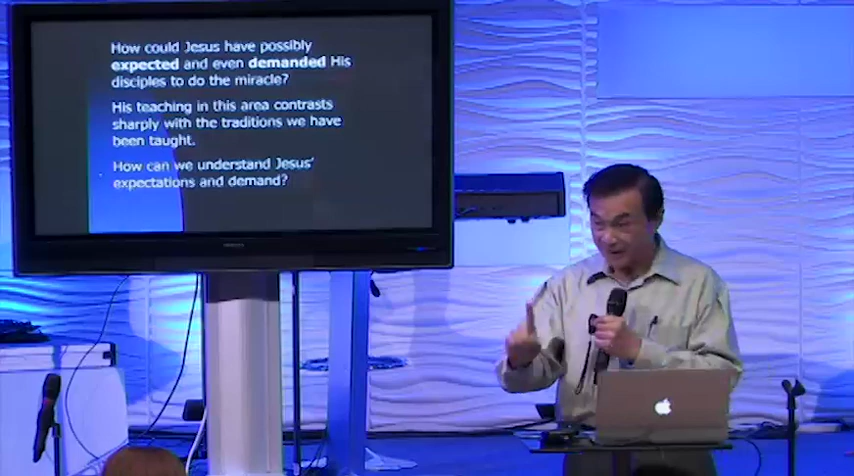 How could Jesus have possibly
expected and even demanded His
disciples to do the miracle?
His teaching in this area contrasts
sharply with the traditions we have
been taught.
How can we understand Jesus'
expectations and demand?